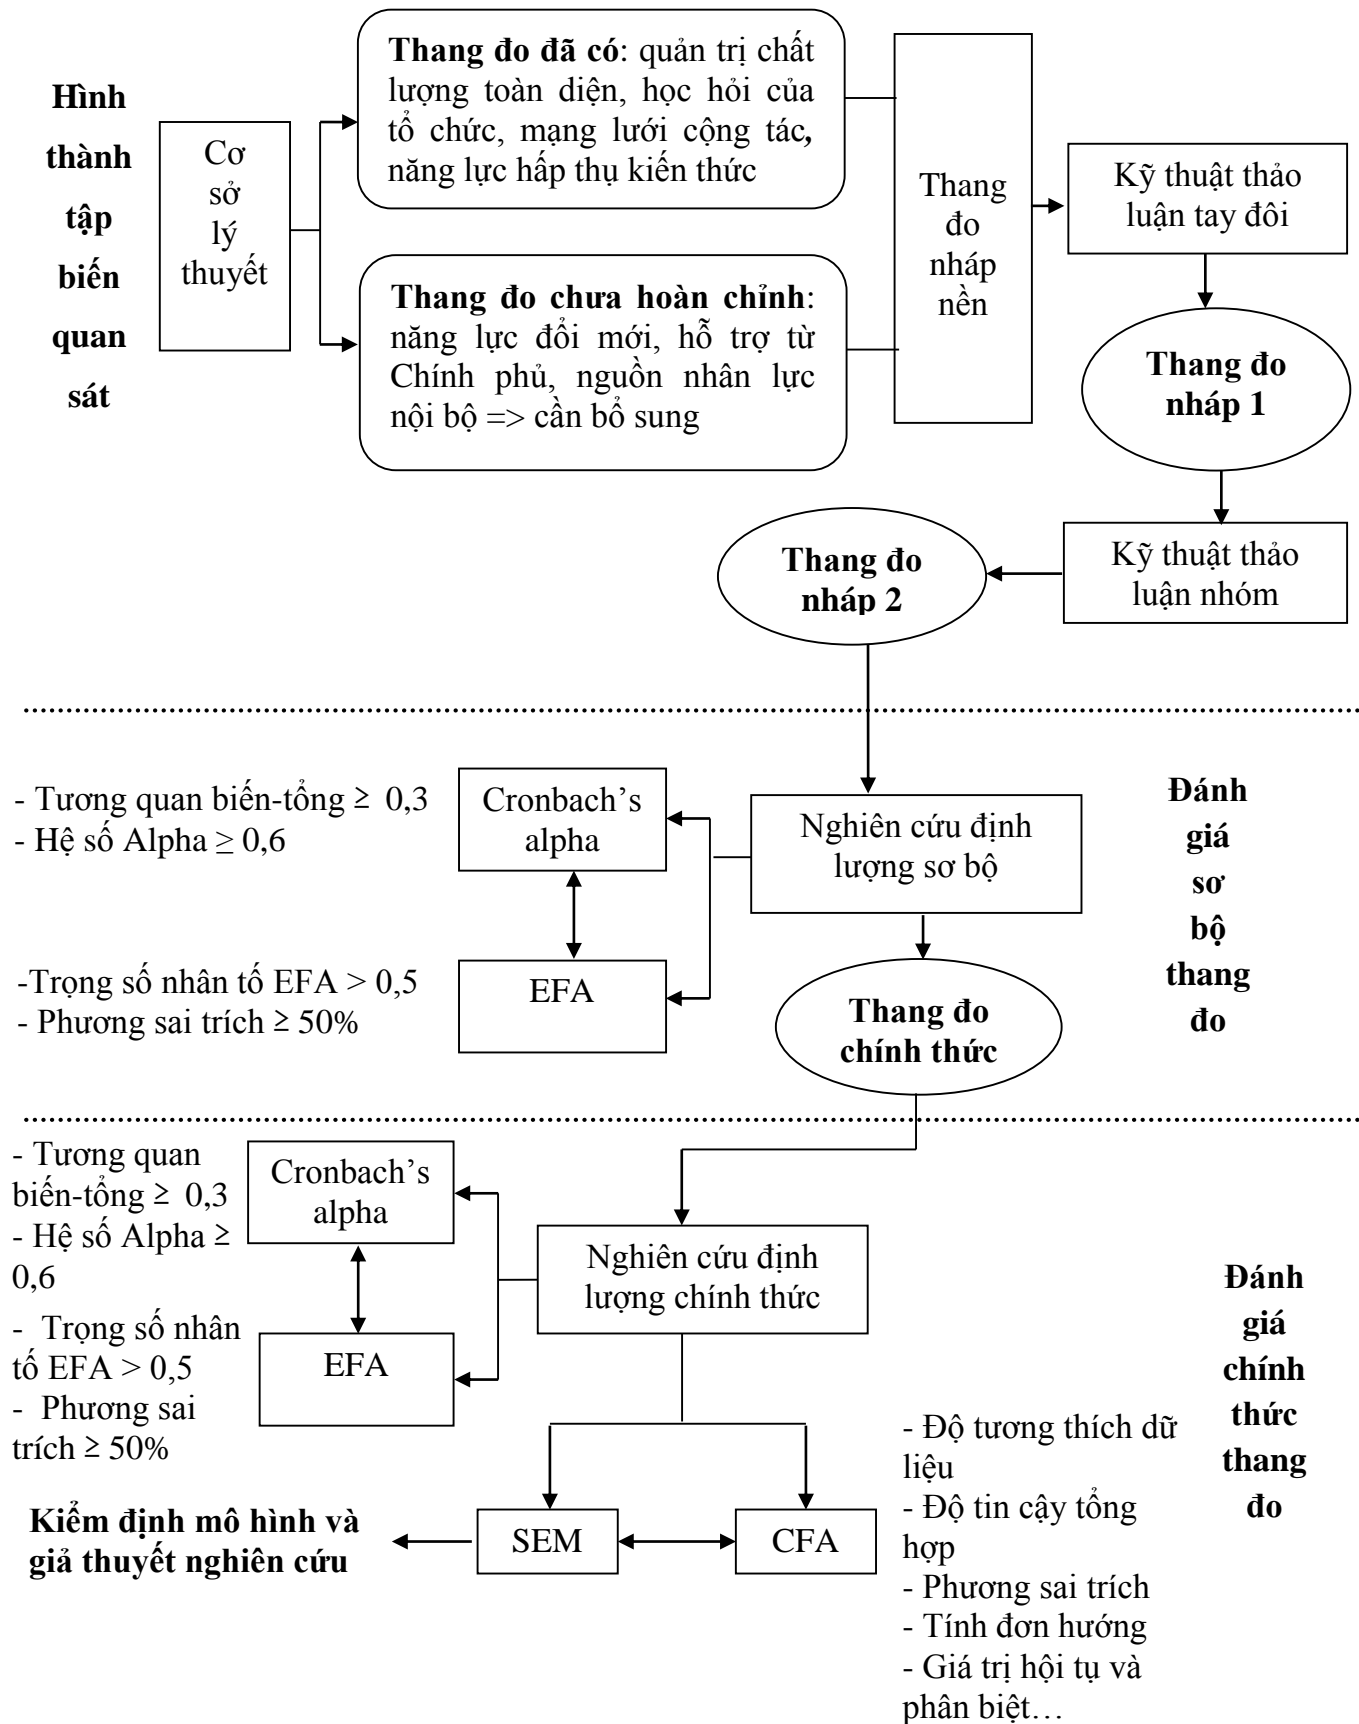 Hình
thành
tập
biến
quan
sát
Cơ
sở
lý
thuyết
Thang đo đã có: quản trị chất
lượng toàn diện, học hỏi của
tổ chức, mạng lưới cộng tác,
năng lực hấp thụ kiến thức
Thang đo chưa hoàn chỉnh:
năng lực đổi mới, hỗ trợ từ
Chính phủ, nguồn nhân lực
nội bộ => cần bổ sung
Thang
đo
nháp
nền
Kỹ thuật thảo
luận tay đôi
Thang đo
nháp 1
Kỹ thuật thảo
luận nhóm
Thang đo
nháp 2
- Tương quan biến-tổng ≥ 0,3
- Hệ số Alpha ≥ 0,6
Cronbach’s
alpha
Nghiên cứu định
lượng sơ bộ
-Trọng số nhân tố EFA > 0,5
- Phương sai trích ≥ 50%
EFA
Thang đo
chính thức
Đánh
giá
sơ
bộ
thang
đo
- Tương quan
biến-tổng ≥ 0,3
- Hệ số Alpha ≥
0,6
- Trọng số nhân
tố EFA > 0,5
- Phương sai
trích ≥ 50%
Cronbach’s
alpha
EFA
Nghiên cứu định
lượng chính thức
Kiểm định mô hình và
giả thuyết nghiên cứu
SEM
CFA
- Độ tương thích dữ
liệu
- Độ tin cậy tổng
hợp
- Phương sai trích
- Tính đơn hướng
- Giá trị hội tụ và
phân biệt…
Đánh
giá
chính
thức
thang
đo